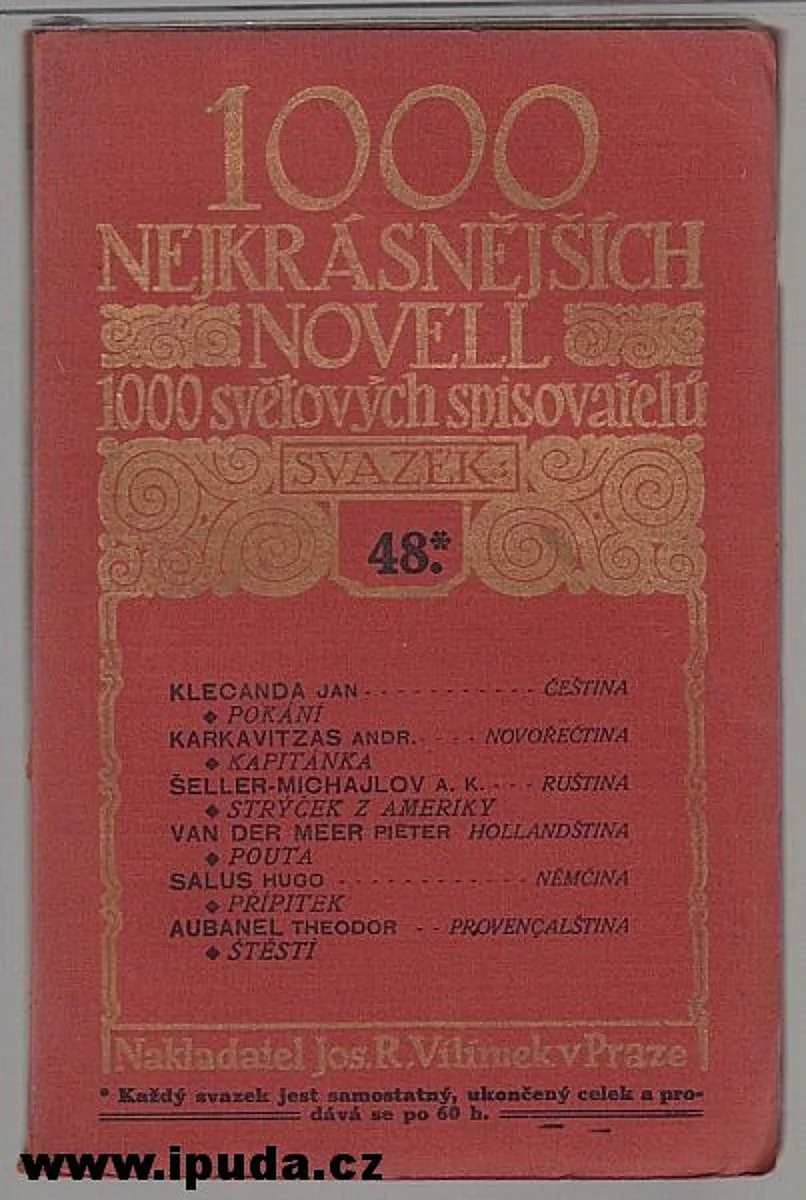 1000
NEJKRÁSNĚJŠÍCH
NOVELL
1000 světových spisovatelů
SVAZEK:
48.*
KLECANDA JAN - - - - - - - - - - - ČEŠTINA
◆ POKÁNÍ
KARKAVITZAS ANDR. - - - - NOVOŘEČTINA
◆ KAPITÁNKA
ŠELLER-MICHAJLOV A. K. - - - RUŠTINA
◆ STRÝČEK Z AMERIKY
VAN DER MEER PIETER HOLLANDŠTINA
◆ POUTA
SALUS HUGO - - - - - - - - - - - - NĚMČINA
◆ PŘÍPITEK
AUBANEL THEODOR - - PROVENÇALŠTINA
◆ ŠTĚSTÍ
Nakladatel Jos. R. Vilímek v Praze
* Každý svazek jest samostatný, ukončený celek a pro-
dává se po 60 h.
www.ipuda.cz